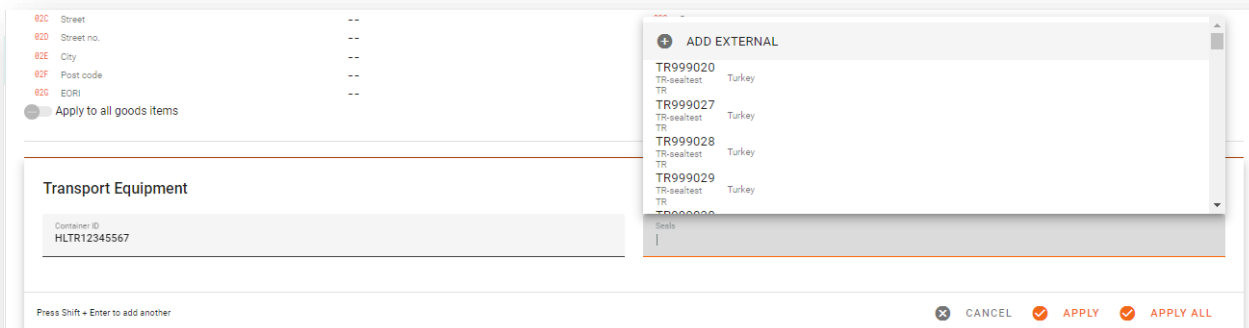 02C Street --
02D Street no. --
02E City --
02F Post code --
02G EORI --
Apply to all goods items
ADD EXTERNAL
TR999020
TR-sealtest Turkey
TR
TR999027
TR-sealtest Turkey
TR
TR999028
TR-sealtest Turkey
TR
TR999029
TR-sealtest Turkey
TR
Transport Equipment
Container ID
HLTR12345567
Seals
Press Shift + Enter to add another
CANCEL APPLY APPLY ALL